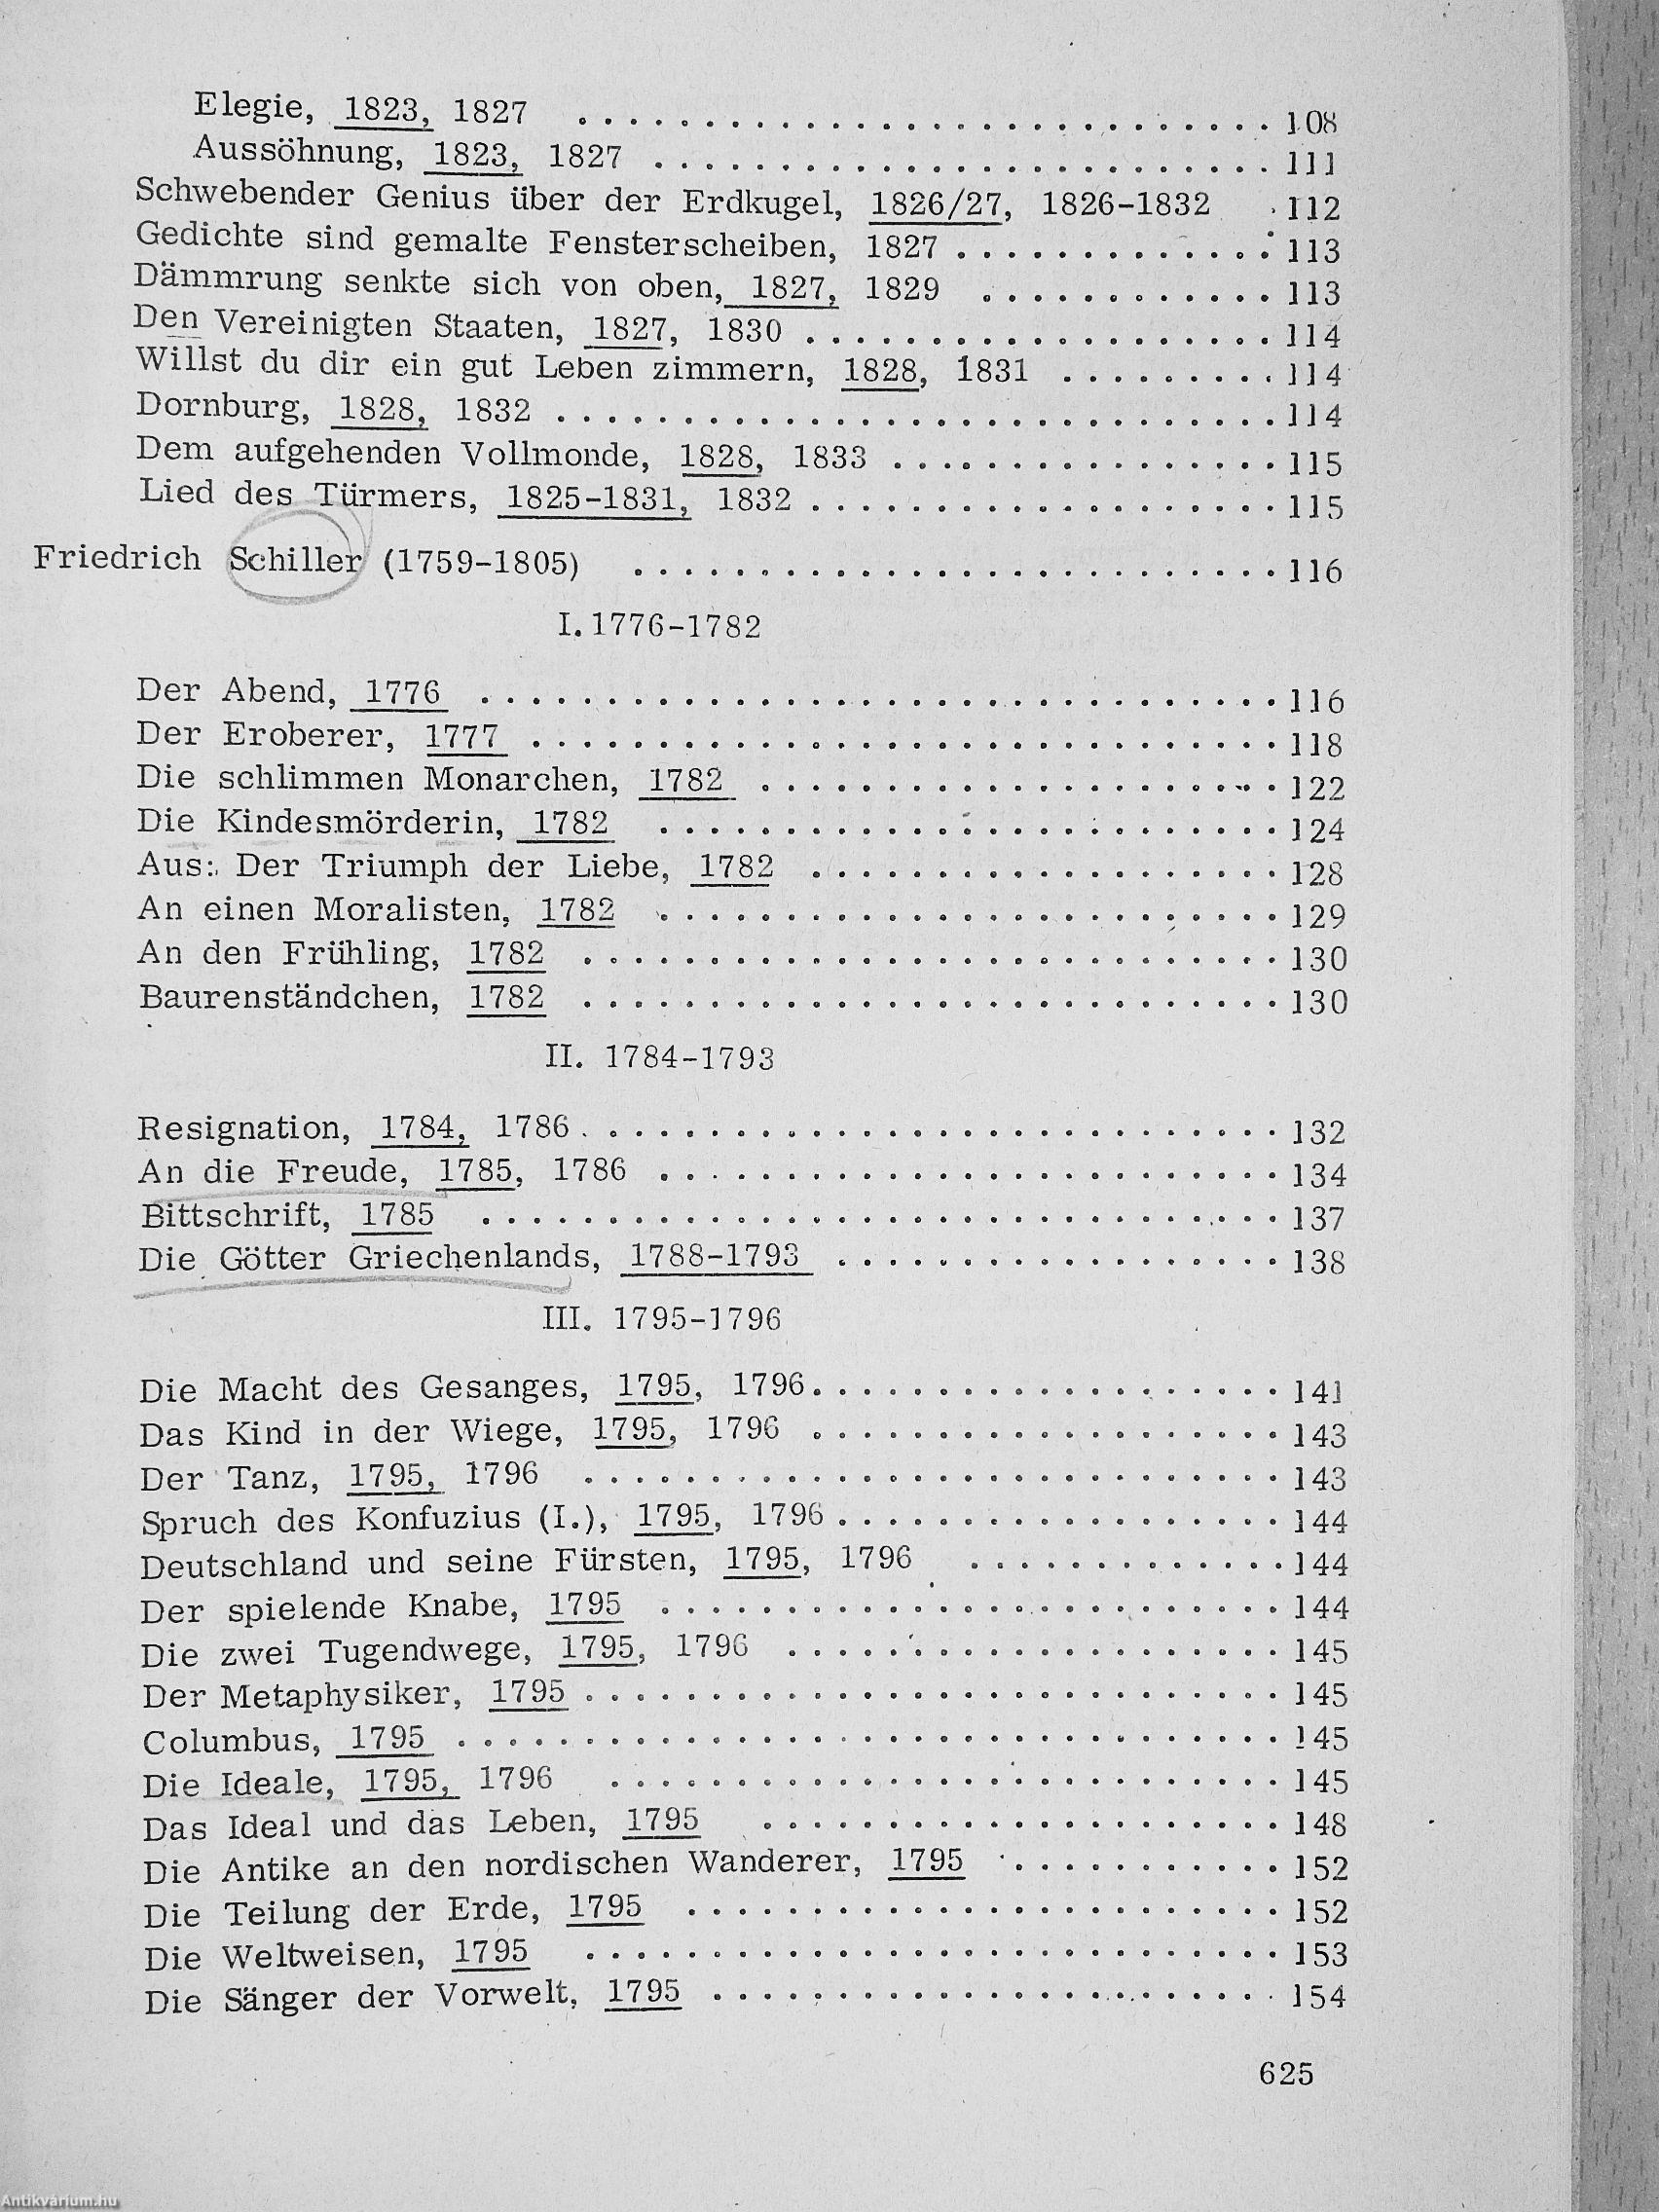 Elegie, 1823, 1827 . . . . . . . . . . . . . . . . . . . . . . . . . . . . 108
Aussöhnung, 1823, 1827 . . . . . . . . . . . . . . . . . . . . . . . . . 111
Schwebender Genius über der Erdkugel, 1826/27, 1826-1832 112
Gedichte sind gemalte Fensterscheiben, 1827 . . . . . . . . . . . . . 113
Dämmrung senkte sich von oben, 1827, 1829 . . . . . . . . . . . . 113
Den Vereinigten Staaten, 1827, 1830 . . . . . . . . . . . . . . . . . . . 114
Willst du dir ein gut Leben zimmern, 1828, 1831 . . . . . . . . . 114
Dornburg, 1828, 1832 . . . . . . . . . . . . . . . . . . . . . . . . . . . . . 114
Dem aufgehenden Vollmonde, 1828, 1833 . . . . . . . . . . . . . . . . 115
Lied des Türmers, 1825-1831, 1832 . . . . . . . . . . . . . . . . . . . 115
Friedrich Schiller (1759-1805) . . . . . . . . . . . . . . . . . . . . . . . . . . 116
I. 1776-1782
Der Abend, 1776 . . . . . . . . . . . . . . . . . . . . . . . . . . . . . . . . 116
Der Eroberer, 1777 . . . . . . . . . . . . . . . . . . . . . . . . . . . . . . 118
Die schlimmen Monarchen, 1782 . . . . . . . . . . . . . . . . . . . . . 122
Die Kindesmörderin, 1782 . . . . . . . . . . . . . . . . . . . . . . . . . 124
Aus: Der Triumph der Liebe, 1782 . . . . . . . . . . . . . . . . . . . 128
An einen Moralisten, 1782 . . . . . . . . . . . . . . . . . . . . . . . . . 129
An den Frühling, 1782 . . . . . . . . . . . . . . . . . . . . . . . . . . . . 130
Baurenständchen, 1782 . . . . . . . . . . . . . . . . . . . . . . . . . . . . 130
II. 1784-1793
Resignation, 1784, 1786 . . . . . . . . . . . . . . . . . . . . . . . . . . . . 132
An die Freude, 1785, 1786 . . . . . . . . . . . . . . . . . . . . . . . . . 134
Bittschrift, 1785 . . . . . . . . . . . . . . . . . . . . . . . . . . . . . . . . 137
Die Götter Griechenlands, 1788-1793 . . . . . . . . . . . . . . . . . . 138
III. 1795-1796
Die Macht des Gesanges, 1795, 1796 . . . . . . . . . . . . . . . . . . . 141
Das Kind in der Wiege, 1795, 1796 . . . . . . . . . . . . . . . . . . . 143
Der Tanz, 1795, 1796 . . . . . . . . . . . . . . . . . . . . . . . . . . . . 143
Spruch des Konfuzius (I.), 1795, 1796 . . . . . . . . . . . . . . . . . . 144
Deutschland und seine Fürsten, 1795, 1796 . . . . . . . . . . . . . 144
Der spielende Knabe, 1795 . . . . . . . . . . . . . . . . . . . . . . . . . 144
Die zwei Tugendwege, 1795, 1796 . . . . . . . . . . . . . . . . . . . . 145
Der Metaphysiker, 1795 . . . . . . . . . . . . . . . . . . . . . . . . . . . . 145
Columbus, 1795 . . . . . . . . . . . . . . . . . . . . . . . . . . . . . . . . . 145
Die Ideale, 1795, 1796 . . . . . . . . . . . . . . . . . . . . . . . . . . . 145
Das Ideal und das Leben, 1795 . . . . . . . . . . . . . . . . . . . . . 148
Die Antike an den nordischen Wanderer, 1795 . . . . . . . . . . . . 152
Die Teilung der Erde, 1795 . . . . . . . . . . . . . . . . . . . . . . . . 152
Die Weltweisen, 1795 . . . . . . . . . . . . . . . . . . . . . . . . . . . . 153
Die Sänger der Vorwelt, 1795 . . . . . . . . . . . . . . . . . . . . . . . 154
625
Antikvárium.hu